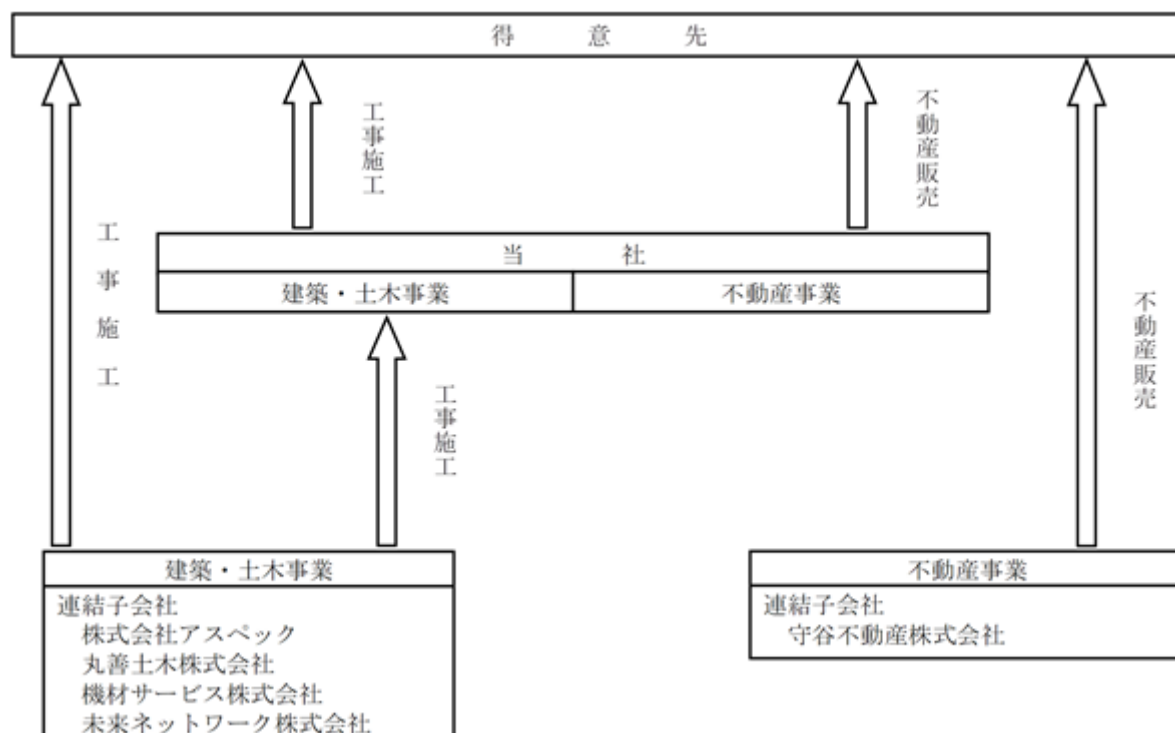 得意先
工事施工
不動産販売
工事施工
当社
建築・土木事業
不動産事業
不動産販売
工事施工
建築・土木事業
連結子会社
株式会社アスペック
丸善土木株式会社
機材サービス株式会社
未来ネットワーク株式会社
不動産事業
連結子会社
守谷不動産株式会社